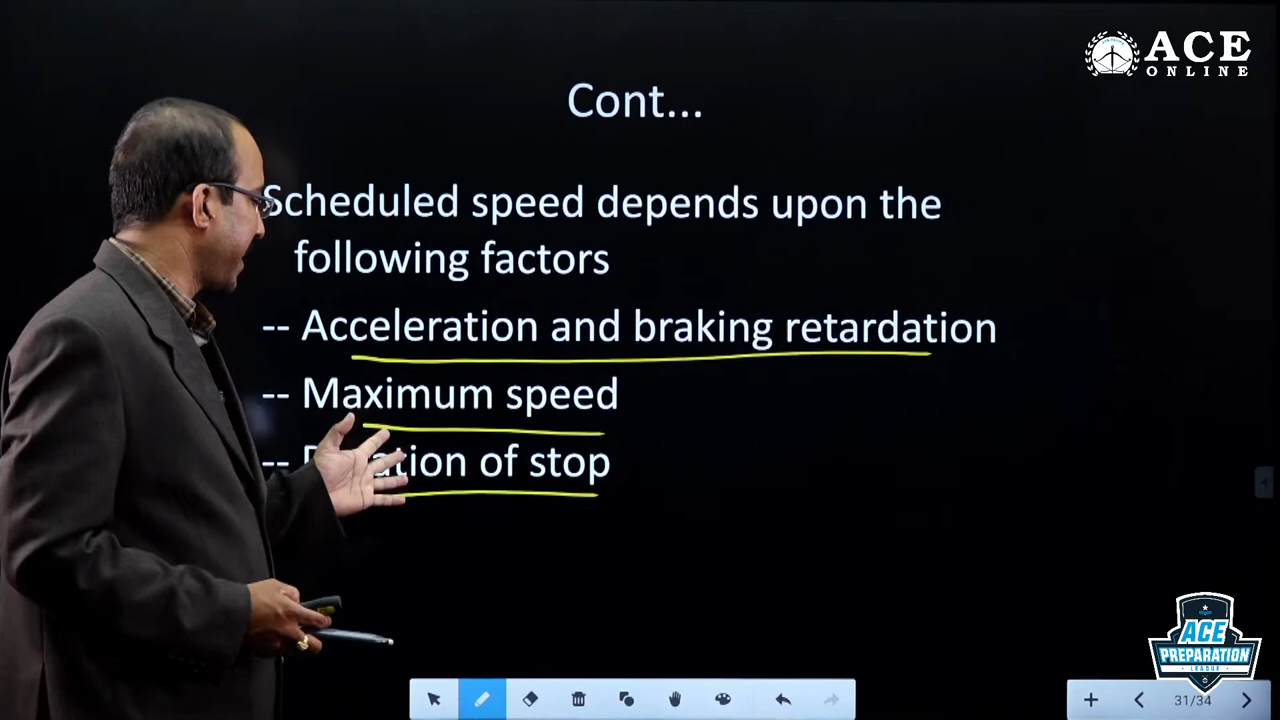 ACE
ONLINE
Cont...
Scheduled speed depends upon the
following factors
-- Acceleration and braking retardation
-- Maximum speed
-- of stop
ACE
PREPARATION
LEAGUE
31/34